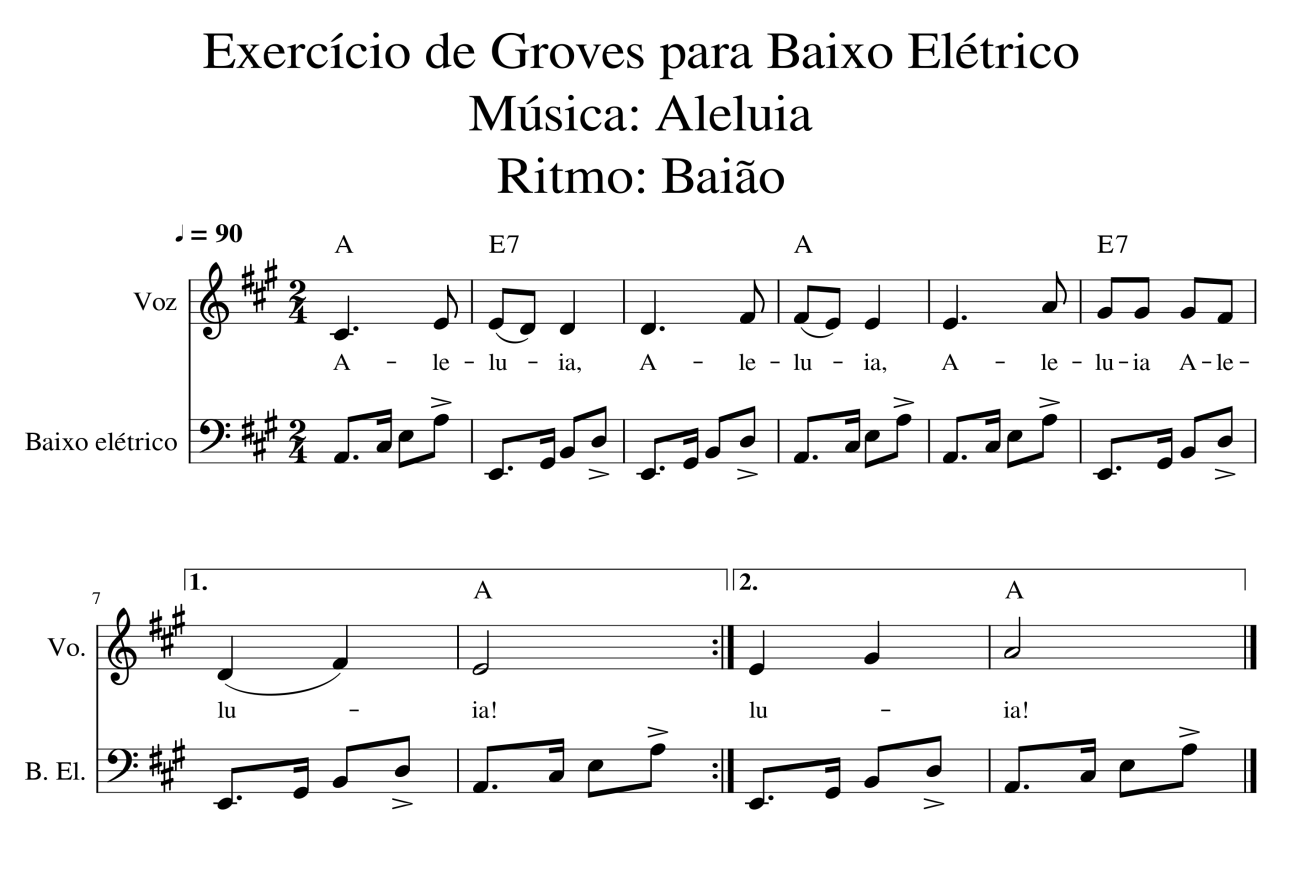 Exercício de Groves para Baixo Elétrico
Música: Aleluia
Ritmo: Baião
♩ = 90
A E7 A E7
Voz
2 4
A - le - lu - ia, A - le - lu - ia, A - le - lu - ia A - le -
Baixo elétrico
2 4
7
1. 2.
A A
Vo.
lu - ia! lu - ia!
B. El.